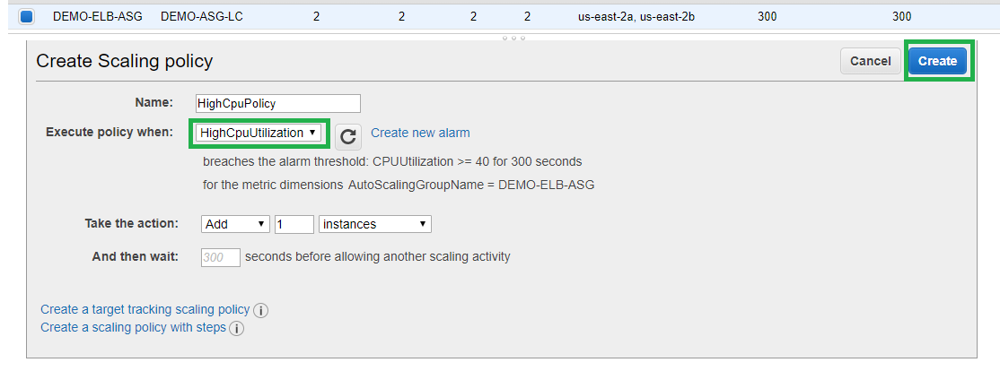 DEMO-ELB-ASG DEMO-ASG-LC 2 2 2 2 us-east-2a, us-east-2b 300 300
Create Scaling policy Cancel Create
Name: HighCpuPolicy
Execute policy when: HighCpuUtilization Create new alarm
breaches the alarm threshold: CPUUtilization >= 40 for 300 seconds
for the metric dimensions AutoScalingGroupName = DEMO-ELB-ASG
Take the action: Add 1 instances
And then wait: 300 seconds before allowing another scaling activity
Create a target tracking scaling policy i
Create a scaling policy with steps i